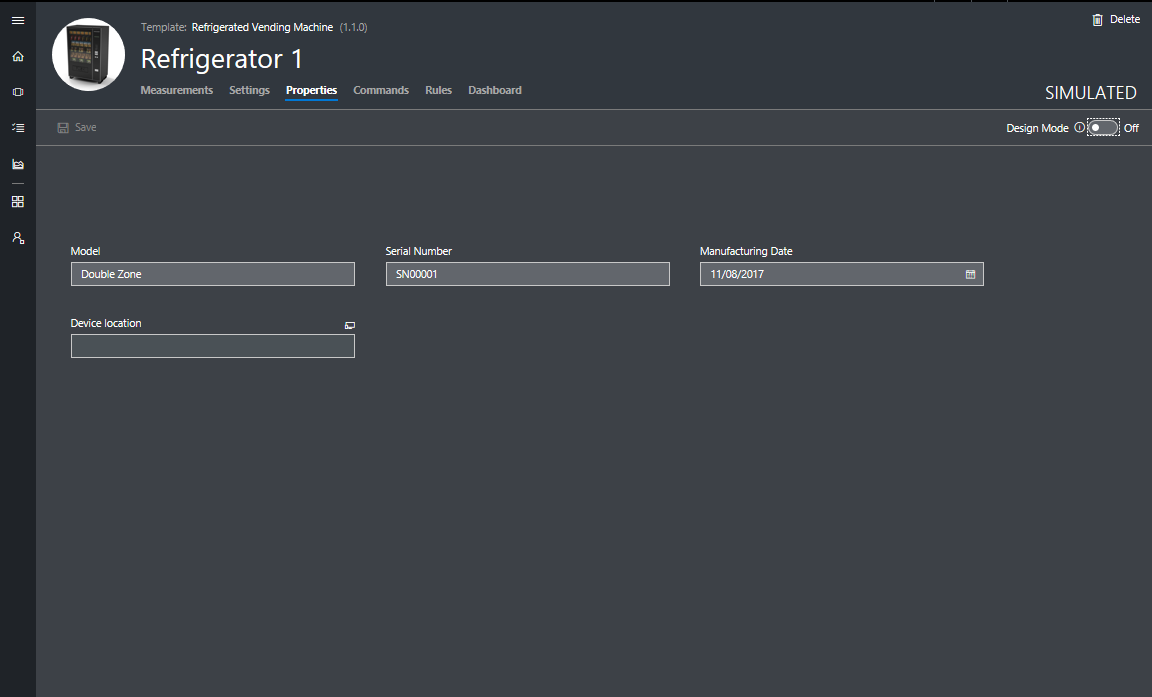 Template: Refrigerated Vending Machine (1.1.0)
Delete
Refrigerator 1
Measurements Settings Properties Commands Rules Dashboard
SIMULATED
Save
Design Mode Off
Model Serial Number Manufacturing Date
Double Zone SN00001 11/08/2017
Device location